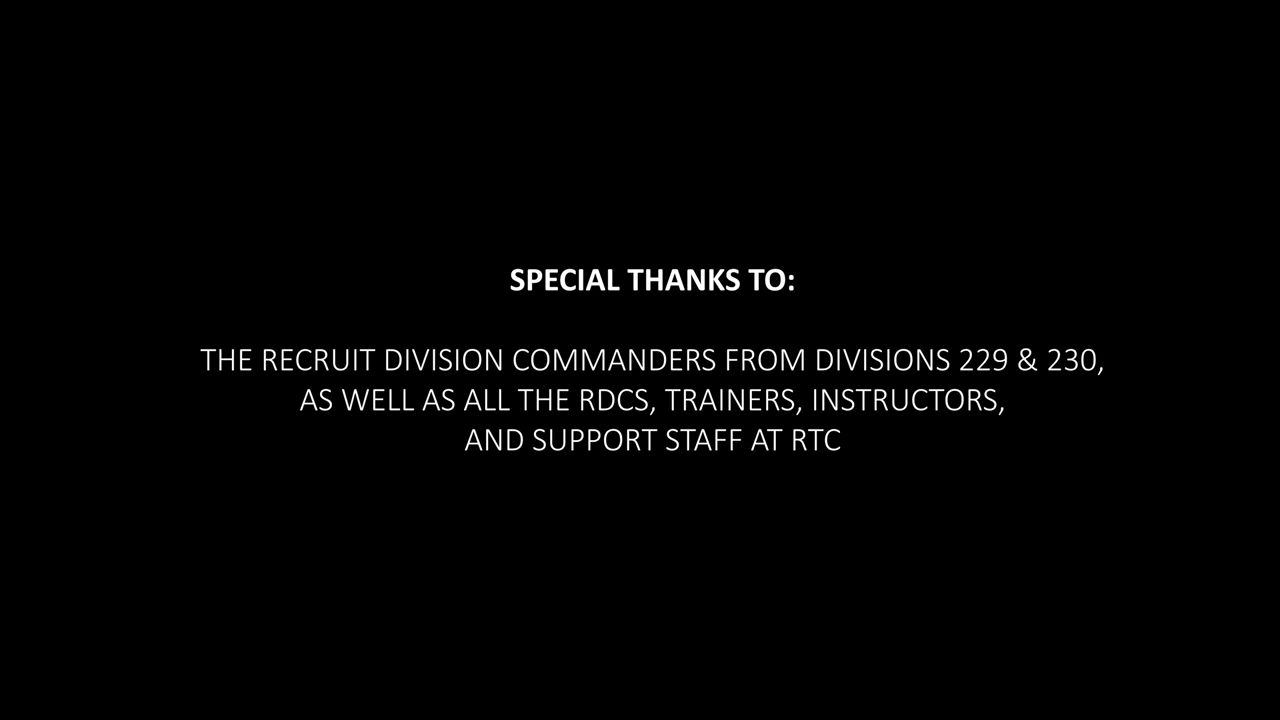 SPECIAL THANKS TO:
THE RECRUIT DIVISION COMMANDERS FROM DIVISIONS 229 & 230,
AS WELL AS ALL THE RDCS, TRAINERS, INSTRUCTORS,
AND SUPPORT STAFF AT RTC